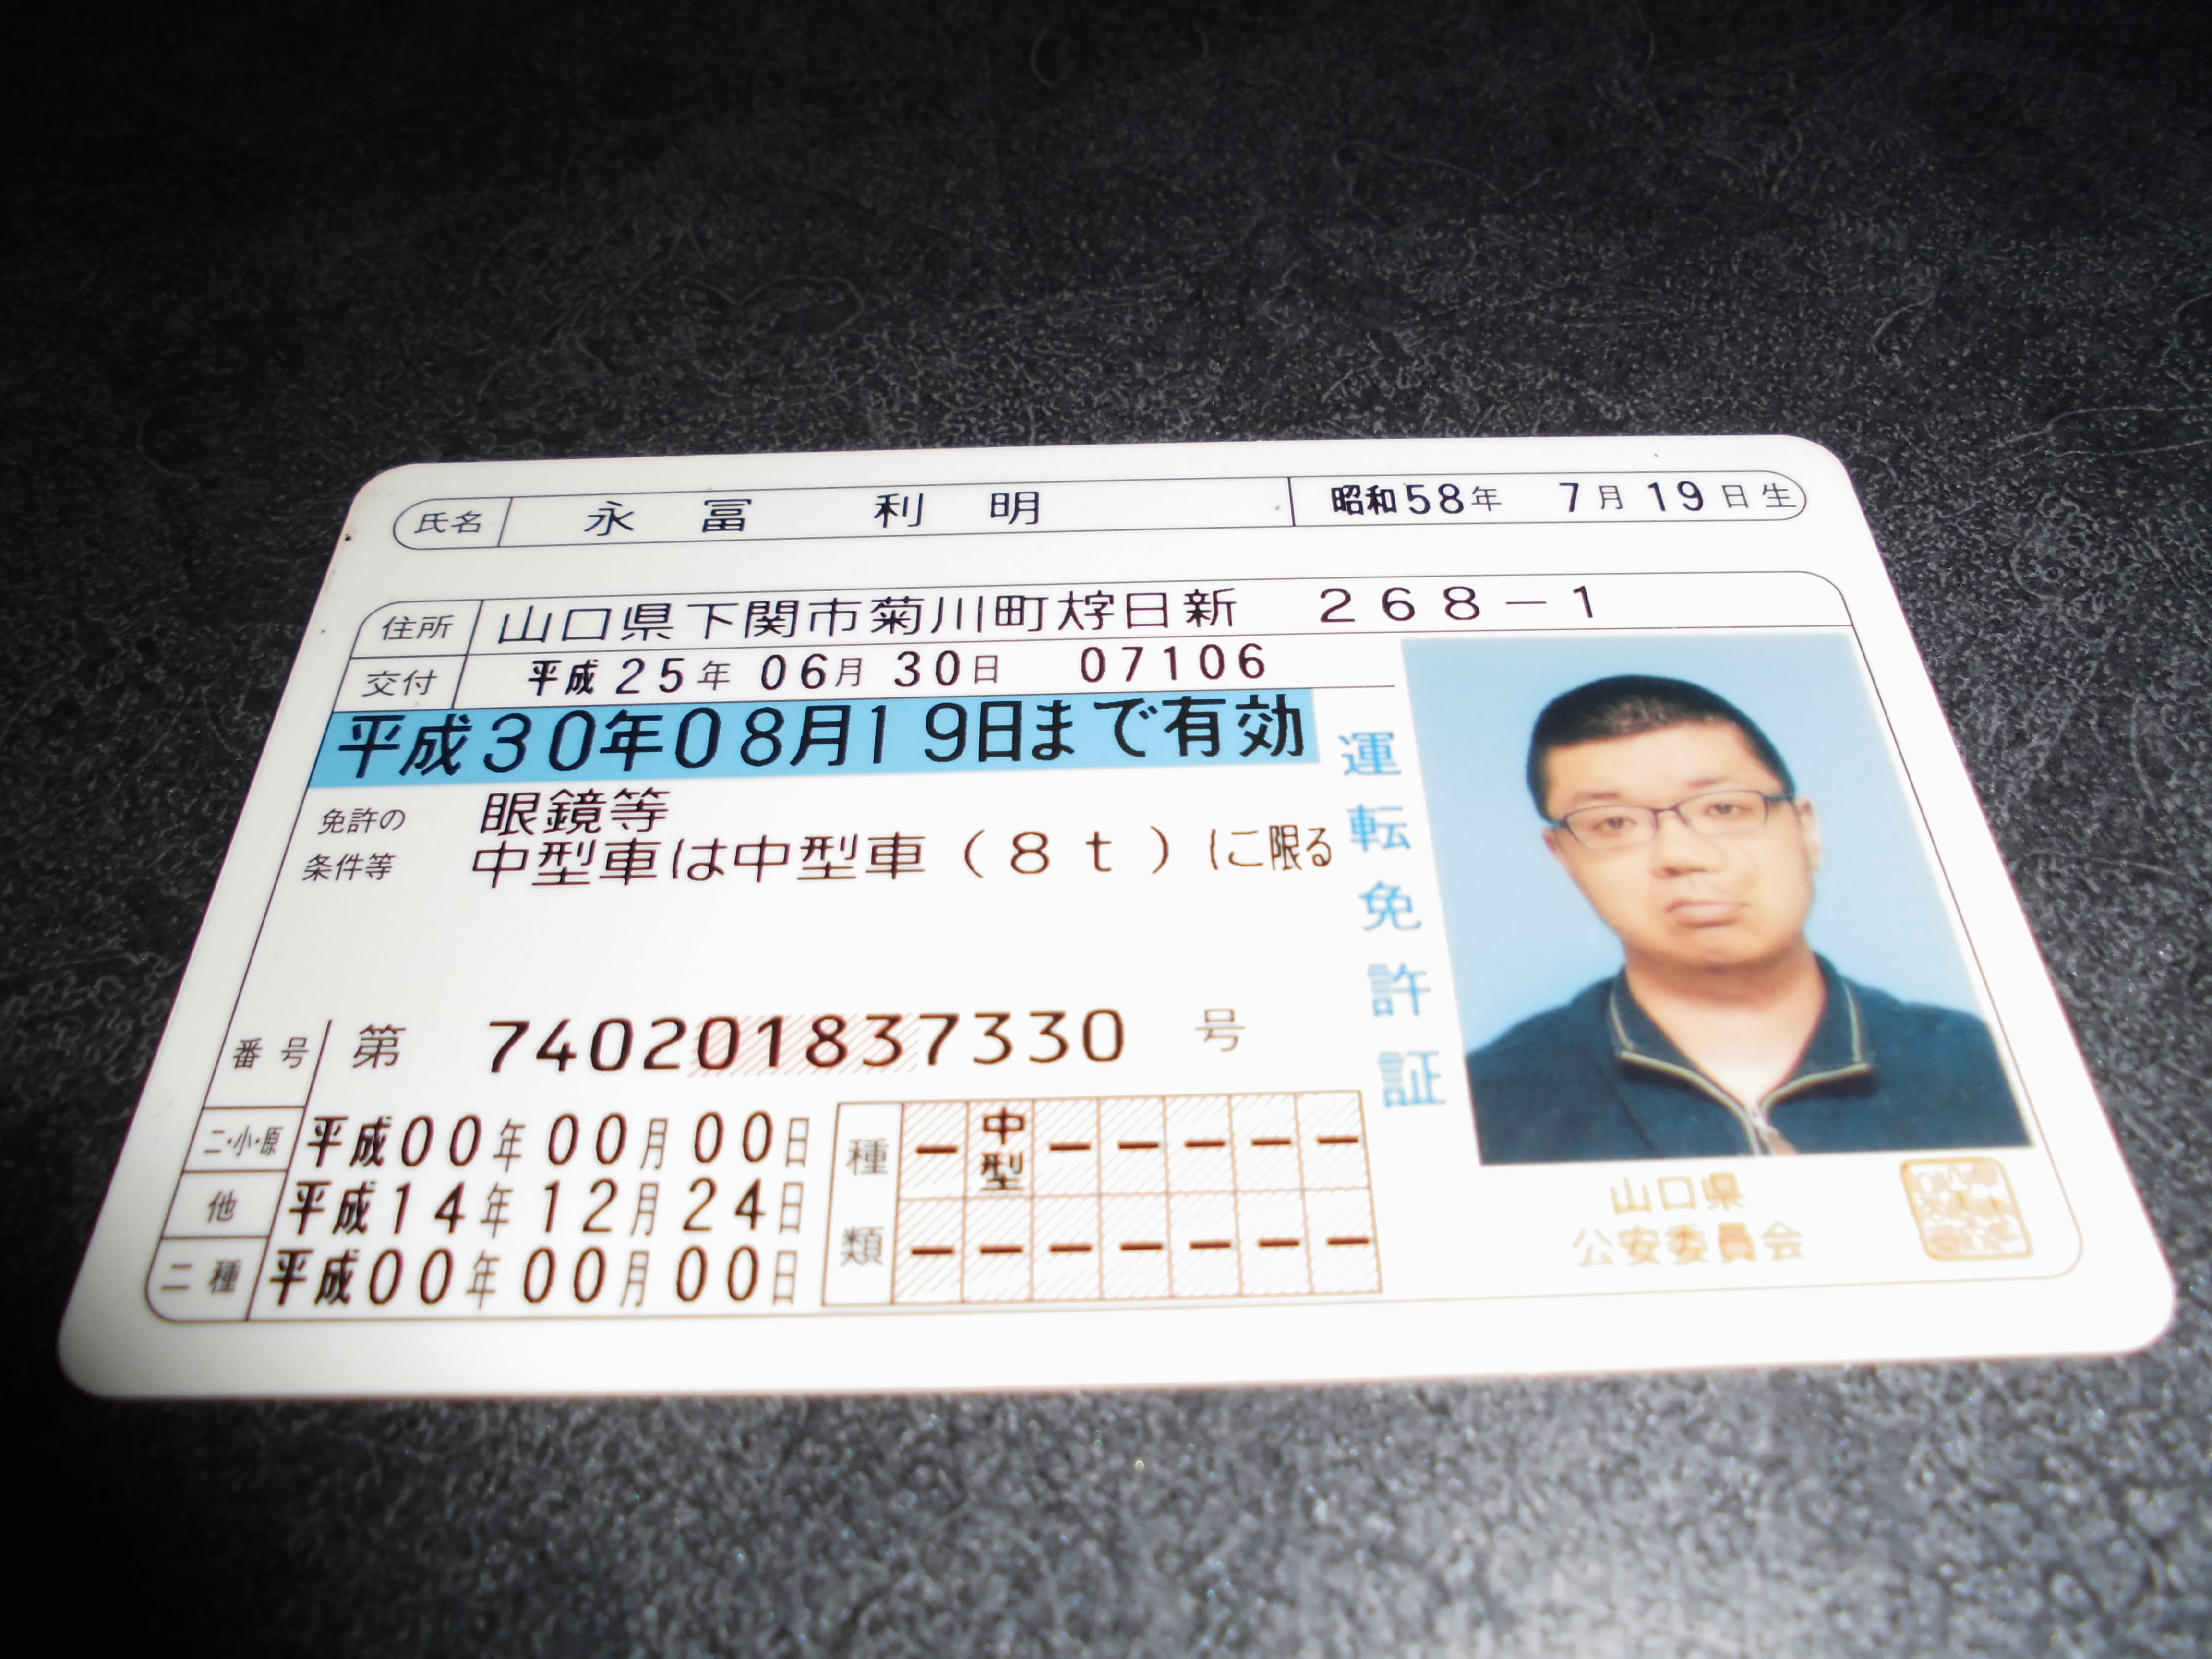 氏名 永冨 利明 昭和58年 7月19日生
住所 山口県下関市菊川町大字日新 268-1
交付 平成25年06月30日 07106
平成30年08月19日まで有効
免許の 眼鏡等
条件等 中型車は中型車(8t)に限る
運転免許証
番号 第 740201837330 号
二・小・原 平成00年00月00日
他 平成14年12月24日
二種 平成00年00月00日
種類 ー 中型 ー ー ー ー ー
ー ー ー ー ー ー ー
山口県
公安委員会